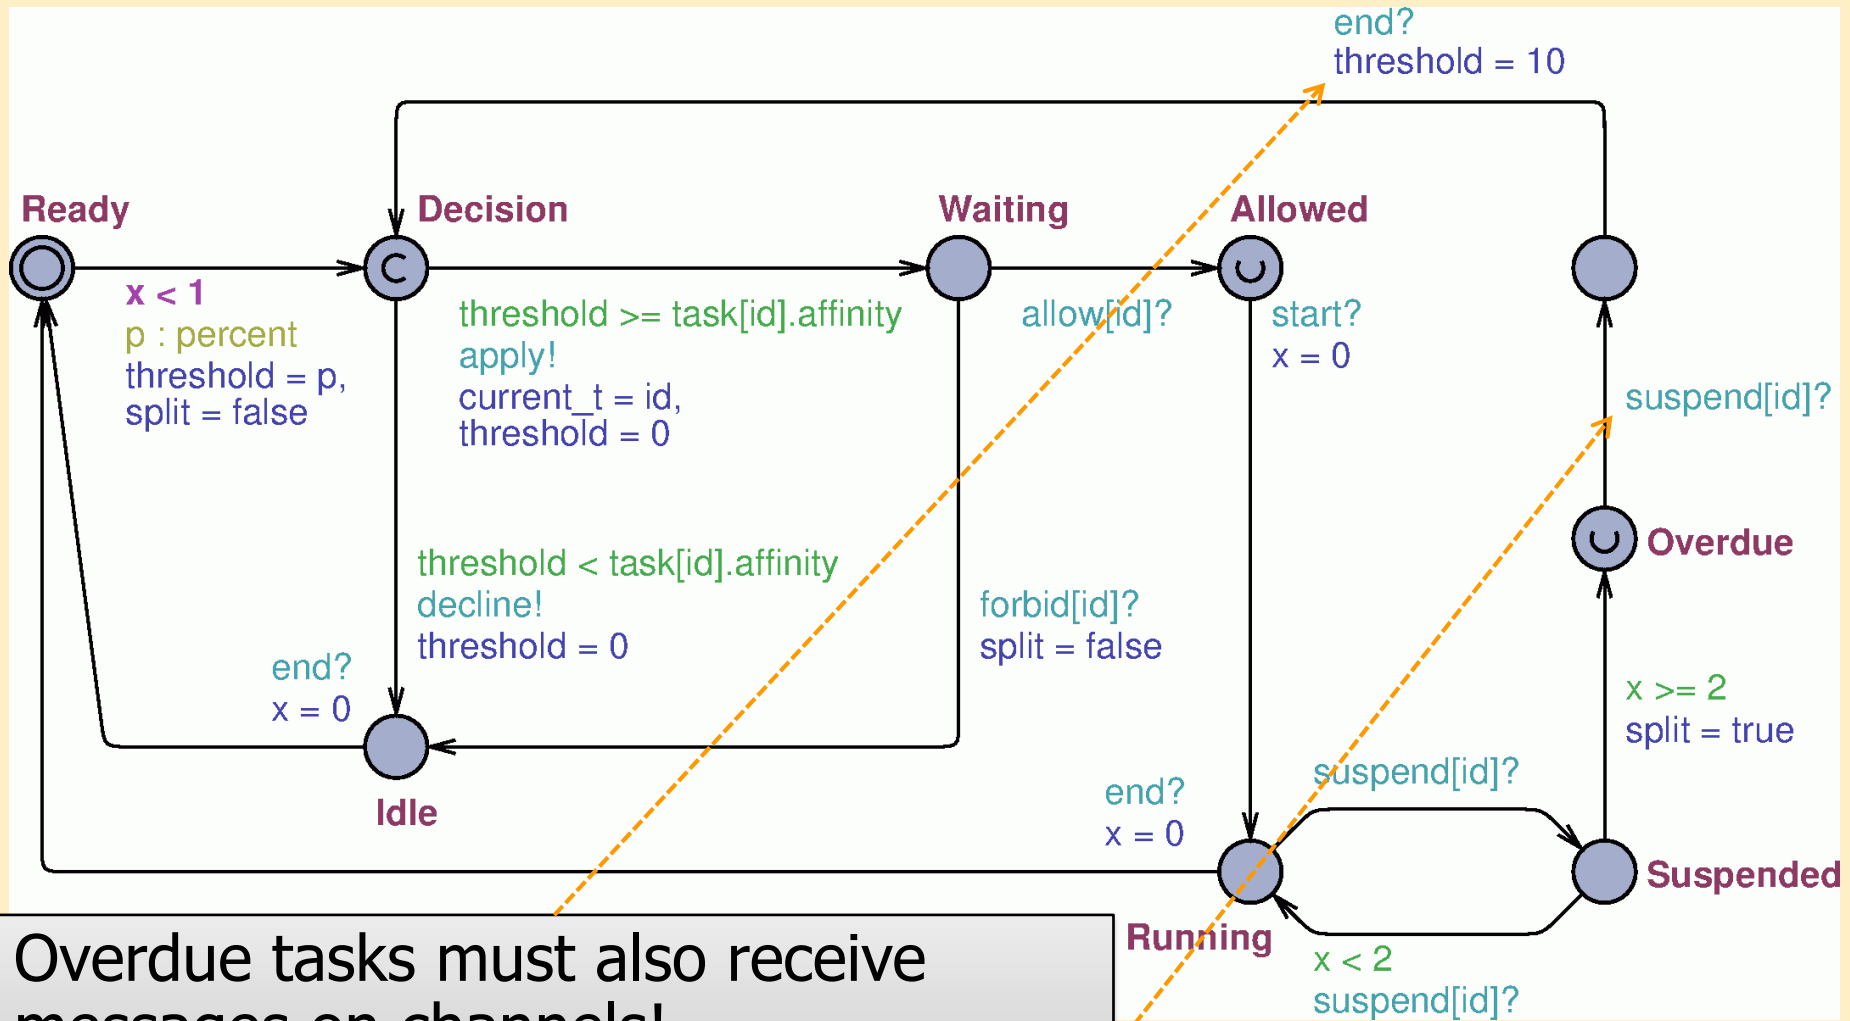 end?
threshold = 10
Ready
Decision
Waiting
Allowed
x < 1
p : percent
threshold = p,
split = false
threshold >= task[id].affinity
apply!
current_t = id,
threshold = 0
allow[id]?
start?
x = 0
suspend[id]?
Overdue
threshold < task[id].affinity
decline!
threshold = 0
forbid[id]?
split = false
end?
x = 0
x >= 2
split = true
Idle
end?
x = 0
suspend[id]?
Suspended
Running
x < 2
suspend[id]?
Overdue tasks must also receive
messages on channels!